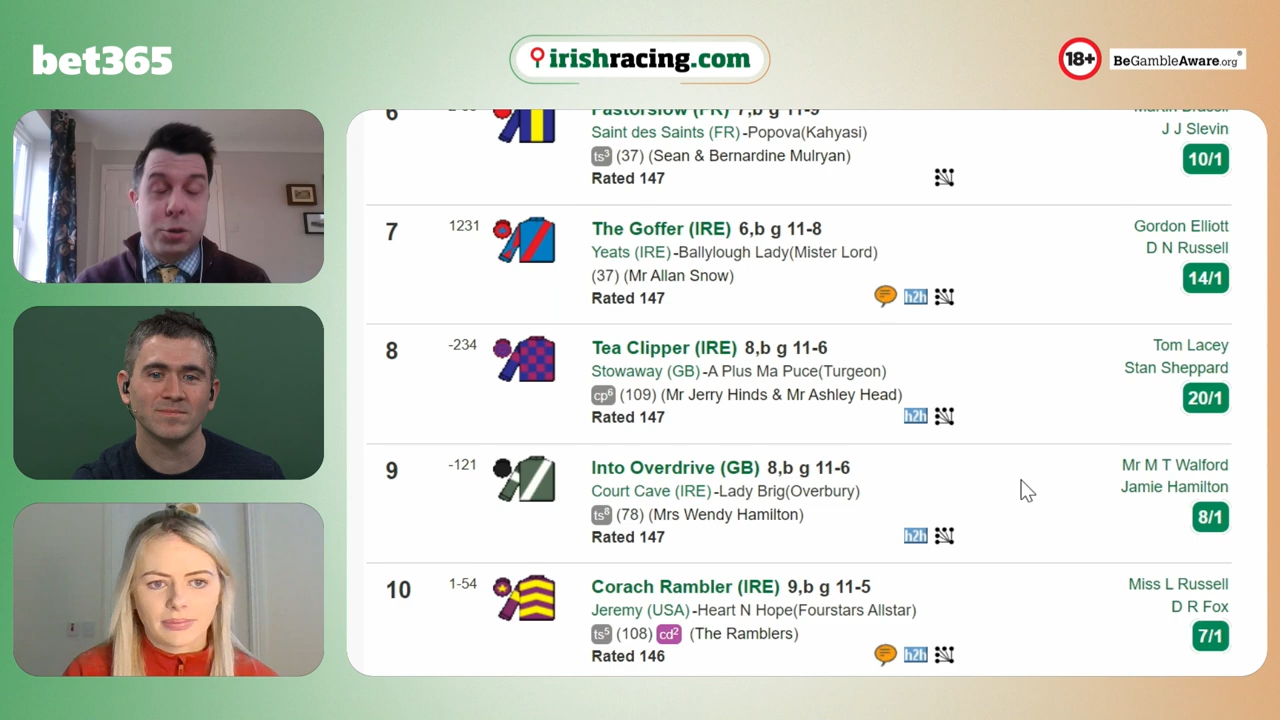 bet365
irishracing.com
18+
BeGambleAware.org®
6
Pastorslow (FR) 7,b g 11-9
Saint des Saints (FR)-Popova(Kahyasi)
J J Slevin
ts3 (37) (Sean & Bernardine Mulryan)
10/1
Rated 147
7
1231
The Goffer (IRE) 6,b g 11-8
Gordon Elliott
Yeats (IRE)-Ballylough Lady(Mister Lord)
D N Russell
(37) (Mr Allan Snow)
14/1
Rated 147
h2h
8
-234
Tea Clipper (IRE) 8,b g 11-6
Tom Lacey
Stowaway (GB)-A Plus Ma Puce(Turgeon)
Stan Sheppard
cp6 (109) (Mr Jerry Hinds & Mr Ashley Head)
20/1
Rated 147
h2h
9
-121
Into Overdrive (GB) 8,b g 11-6
Mr M T Walford
Court Cave (IRE)-Lady Brig(Overbury)
Jamie Hamilton
ts8 (78) (Mrs Wendy Hamilton)
8/1
Rated 147
h2h
10
1-54
Corach Rambler (IRE) 9,b g 11-5
Miss L Russell
Jeremy (USA)-Heart N Hope(Fourstars Allstar)
D R Fox
ts5 (108) cd2 (The Ramblers)
7/1
Rated 146
h2h